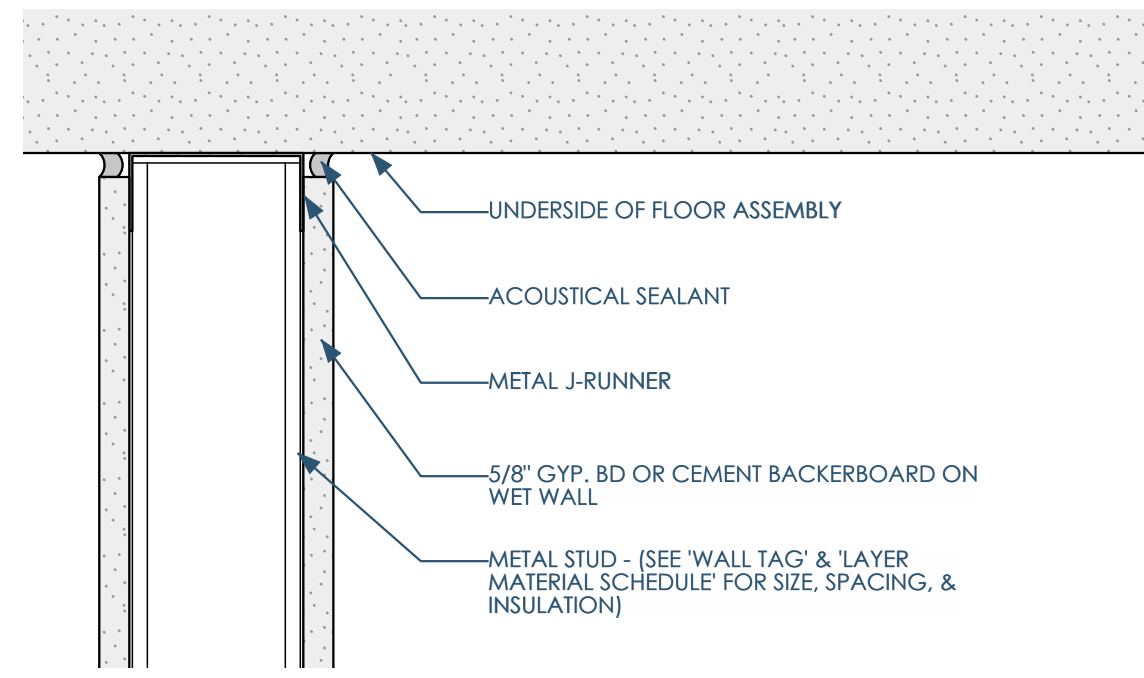 UNDERSIDE OF FLOOR ASSEMBLY
ACOUSTICAL SEALANT
METAL J-RUNNER
5/8" GYP. BD OR CEMENT BACKERBOARD ON
WET WALL
METAL STUD - (SEE 'WALL TAG' & 'LAYER
MATERIAL SCHEDULE' FOR SIZE, SPACING, &
INSULATION)